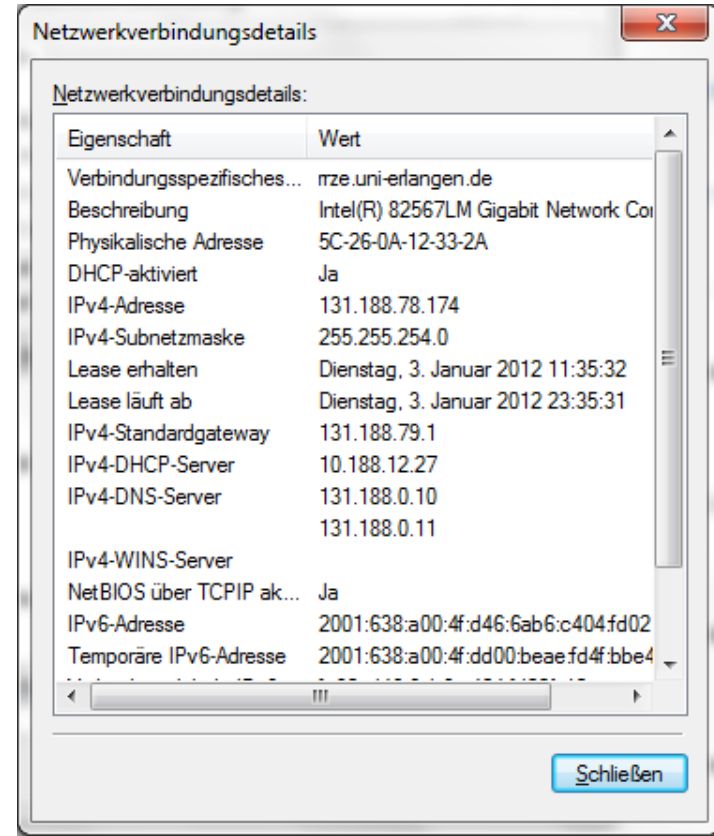 Netzwerkverbindungsdetails
Netzwerkverbindungsdetails:
Eigenschaft Wert
Verbindungsspezifisches... rrze.uni-erlangen.de
Beschreibung Intel(R) 82567LM Gigabit Network Cor
Physikalische Adresse 5C-26-0A-12-33-2A
DHCP-aktiviert Ja
IPv4-Adresse 131.188.78.174
IPv4-Subnetzmaske 255.255.254.0
Lease erhalten Dienstag, 3. Januar 2012 11:35:32
Lease läuft ab Dienstag, 3. Januar 2012 23:35:31
IPv4-Standardgateway 131.188.79.1
IPv4-DHCP-Server 10.188.12.27
IPv4-DNS-Server 131.188.0.10
131.188.0.11
IPv4-WINS-Server
NetBIOS über TCPIP ak... Ja
IPv6-Adresse 2001:638:a00:4f:d46:6ab6:c404:fd02
Temporäre IPv6-Adresse 2001:638:a00:4f:dd00:beae:fd4f:bbe4
Schließen